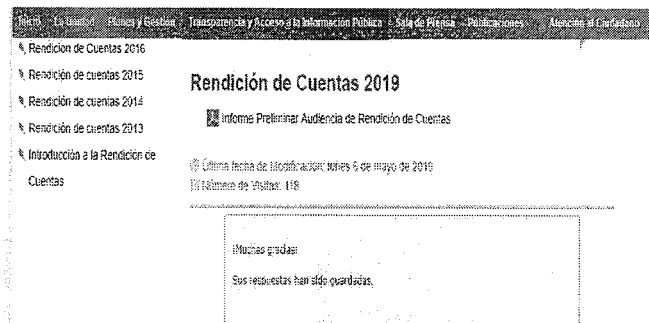 Inicio La Unidad Planes y Gestión Transparencia y Acceso a la Información Pública Sala de Prensa Publicaciones Atención al Ciudadano
Rendición de Cuentas 2016
Rendición de cuentas 2015
Rendición de cuentas 2014
Rendición de cuentas 2013
Introducción a la Rendición de
Cuentas
Rendición de Cuentas 2019
Informe Preliminar Audiencia de Rendición de Cuentas
Última fecha de Modificación: lunes 6 de mayo de 2019
Número de Visitas: 118
¡Muchas gracias!
Sus respuestas han sido guardadas.